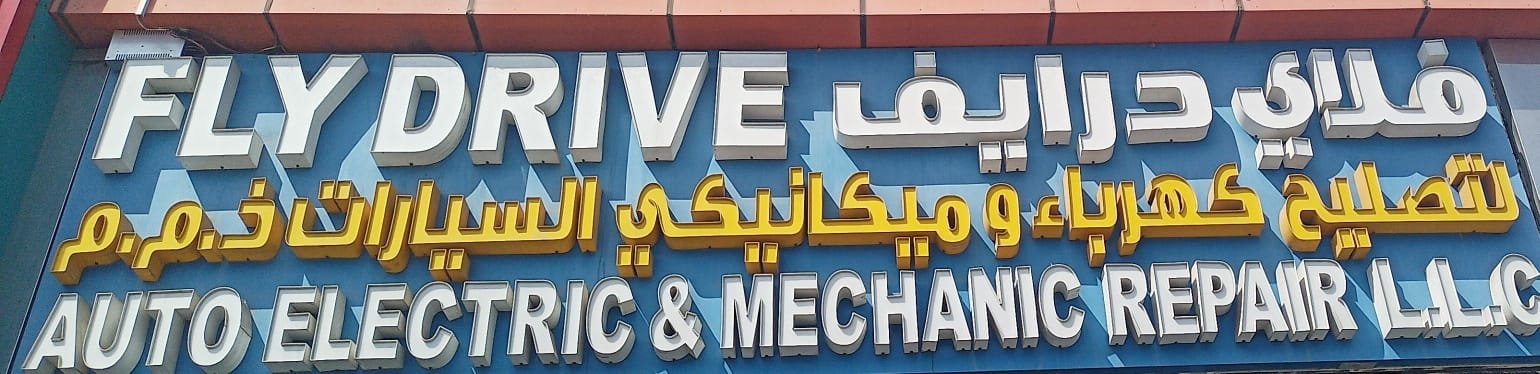 FLY DRIVE فلاي درايف
لتصليح كهرباء و ميكانيكي السيارات ذ.م.م
AUTO ELECTRIC & MECHANIC REPAIR L.L.C